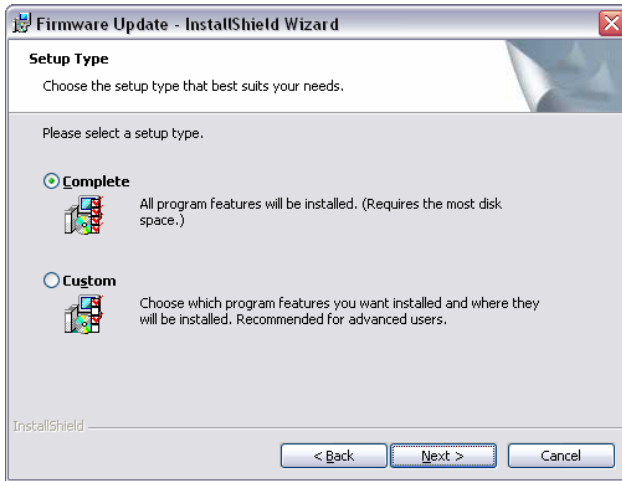 Firmware Update - InstallShield Wizard
Setup Type
Choose the setup type that best suits your needs.
Please select a setup type.
Complete
All program features will be installed. (Requires the most disk
space.)
Custom
Choose which program features you want installed and where they
will be installed. Recommended for advanced users.
InstallShield
< Back Next > Cancel